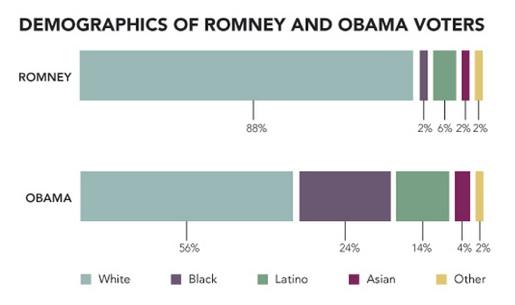 DEMOGRAPHICS OF ROMNEY AND OBAMA VOTERS
ROMNEY
88%
2% 6% 2% 2%
OBAMA
56%
24%
14%
4% 2%
White Black Latino Asian Other